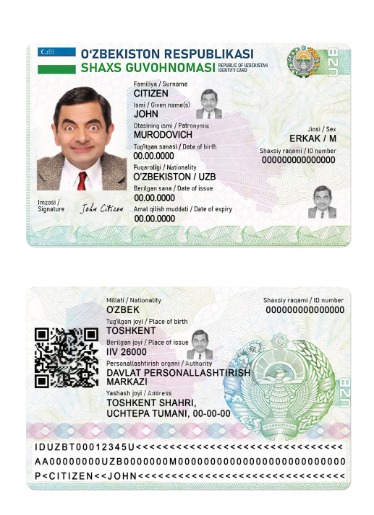 O'ZBEKISTON RESPUBLIKASI
SHAXS GUVOHNOMASI REPUBLIC OF UZBEKISTAN IDENTITY CARD
UZB
Familiya / Surname
CITIZEN
Ismi / Given name(s)
JOHN
Otasining ismi / Patronymic
MURODOVICH
Jinsi / Sex
ERKAK / M
Tug'ilgan sanasi / Date of birth
00.00.0000
Shaxsiy raqami / ID number
000000000000000
Fuqaroligi / Nationality
O'ZBEKISTON / UZB
Berilgan sana / Date of issue
00.00.0000
Imzosi / Signature
John Citizen
Amal qilish muddati / Date of expiry
00.00.0000
Millati / Nationality
O'ZBEK
Shaxsiy raqami / ID number
000000000000000
Tug'ilgan joyi / Place of birth
TOSHKENT
Berilgan joyi / Place of issue
IIV 26000
Personallashtirish organi / Authority
DAVLAT PERSONALLASHTIRISH
MARKAZI
Yashash joyi / Address
TOSHKENT SHAHRI,
UCHTEPA TUMANI, 00-00-00
UZB
IDUZBT00012345U<<<<<<<<<<<<<<<<<<<<<<<<<<<<<<
AA00000000UZB0000000M0000000000000000000000
P<CITIZEN<<JOHN<<<<<<<<<<<<<<<<<<<<<<<<<<<<<<